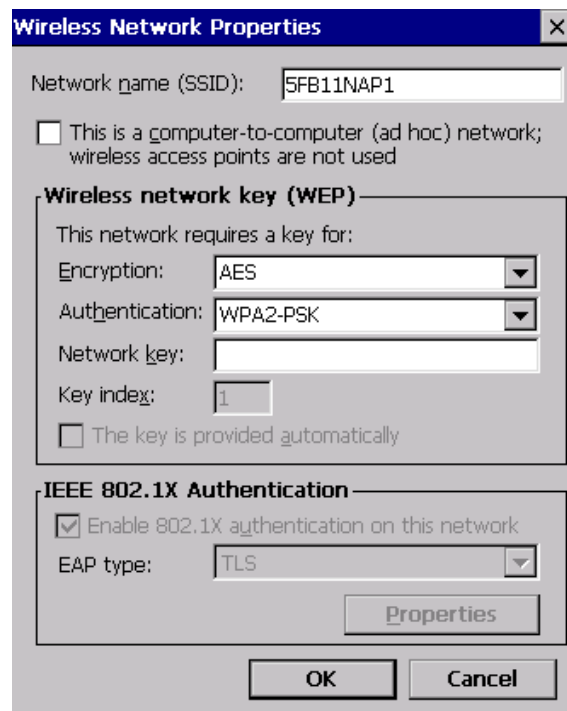 Wireless Network Properties
Network name (SSID): 5FB11NAP1
This is a computer-to-computer (ad hoc) network;
wireless access points are not used
Wireless network key (WEP)
This network requires a key for:
Encryption: AES
Authentication: WPA2-PSK
Network key:
Key index: 1
The key is provided automatically
IEEE 802.1X Authentication
Enable 802.1X authentication on this network
EAP type: TLS
Properties
OK Cancel